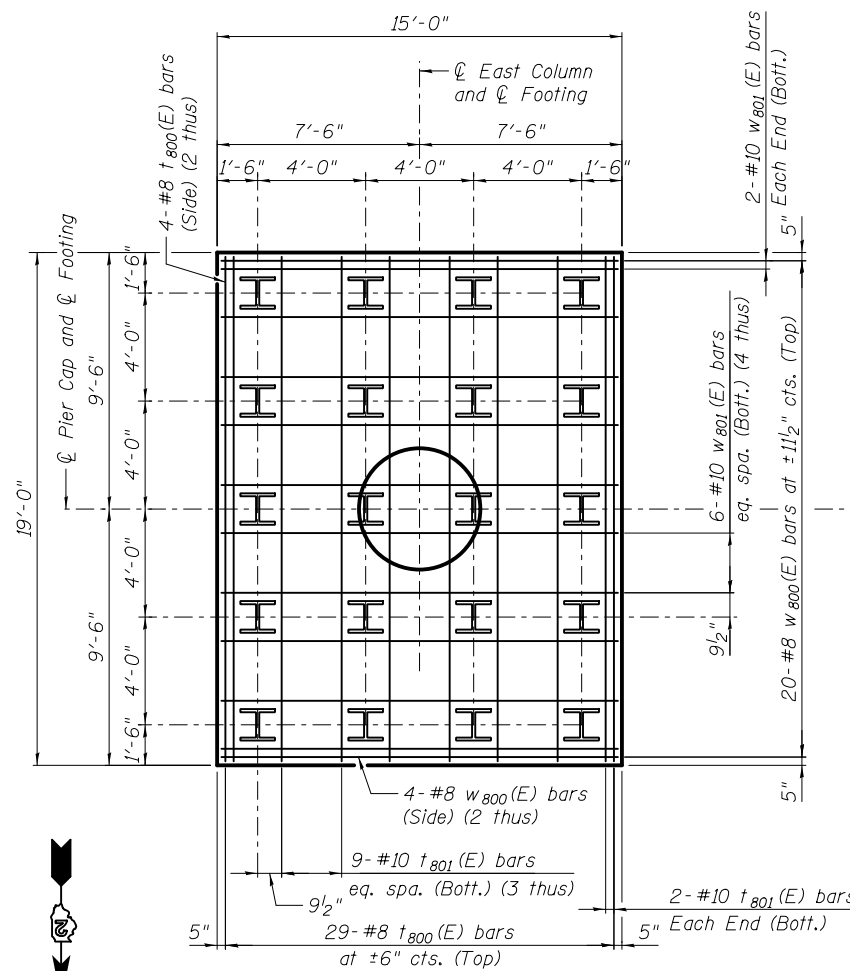 15'-0"
℄ East Column
and ℄ Footing
7'-6" 7'-6"
1'-6" 4'-0" 4'-0" 4'-0" 1'-6"
4-#8 t800(E) bars
(Side) (2 thus)
2-#10 w801(E) bars
Each End (Bott.)
5"
℄ Pier Cap and ℄ Footing
19'-0"
9'-6"
9'-6"
1'-6"
4'-0"
4'-0"
4'-0"
4'-0"
1'-6"
6-#10 w801(E) bars
eq. spa. (Bott.) (4 thus)
9½"
20-#8 w800(E) bars at ±11½" cts. (Top)
5"
4-#8 w800(E) bars
(Side) (2 thus)
9-#10 t801(E) bars
eq. spa. (Bott.) (3 thus)
9½"
2-#10 t801(E) bars
Each End (Bott.)
5" 29-#8 t800(E) bars 5"
at ±6" cts. (Top)